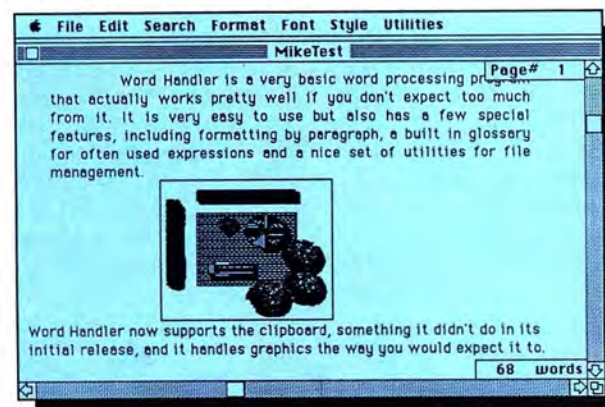 File Edit Search Format Font Style Utilities
MikeTest
Page# 1
Word Handler is a very basic word processing
that actually works pretty well if you don't expect too much
from it. It is very easy to use but also has a few special
features, including formatting by paragraph, a built in glossary
for often used expressions and a nice set of utilities for file
management.
Word Handler now supports the clipboard, something it didn't do in its
initial release, and it handles graphics the way you would expect it to.
68 words